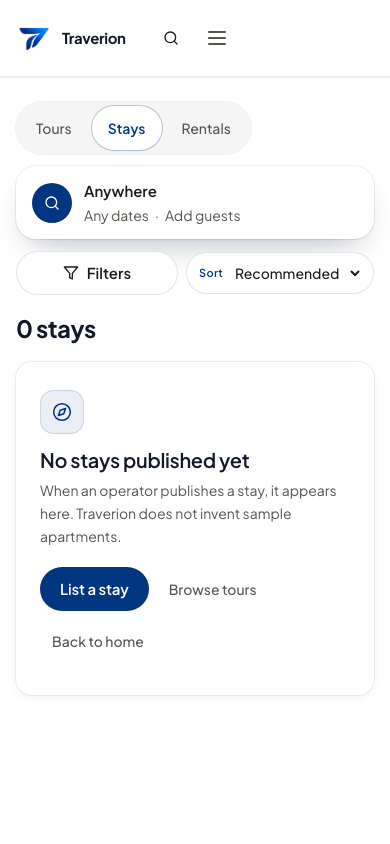 Traverion
Tours
Stays
Rentals
Anywhere
Any dates · Add guests
Filters
Sort Recommended
0 stays
No stays published yet
When an operator publishes a stay, it appears
here. Traverion does not invent sample
apartments.
List a stay
Browse tours
Back to home